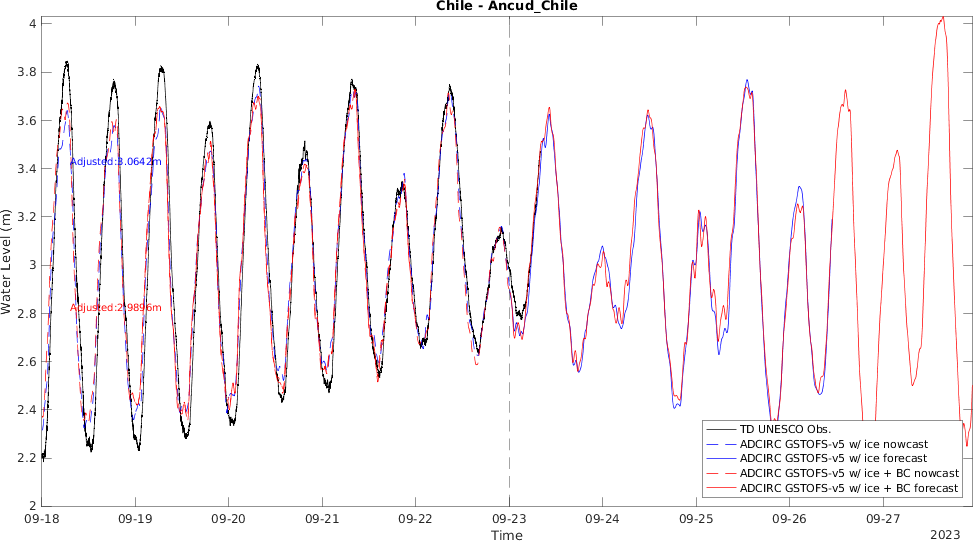 Chile - Ancud_Chile
4
3.8
3.6
3.4
3.2
3
2.8
2.6
2.4
2.2
2
Water Level (m)
Adjusted:3.0642m
Adjusted:2.9896m
TD UNESCO Obs.
ADCIRC GSTOFS-v5 w/ ice nowcast
ADCIRC GSTOFS-v5 w/ ice forecast
ADCIRC GSTOFS-v5 w/ ice + BC nowcast
ADCIRC GSTOFS-v5 w/ ice + BC forecast
09-18 09-19 09-20 09-21 09-22 09-23 09-24 09-25 09-26 09-27
Time
2023